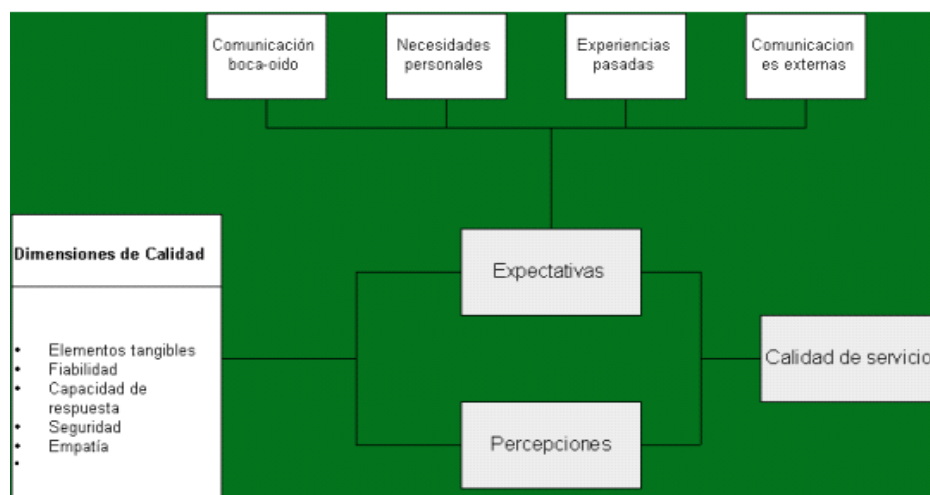 Comunicación
boca-oido
Necesidades
personales
Experiencias
pasadas
Comunicacion
es externas
Dimensiones de Calidad
• Elementos tangibles
• Fiabilidad
• Capacidad de
respuesta
• Seguridad
• Empatía
•
Expectativas
Percepciones
Calidad de servicio